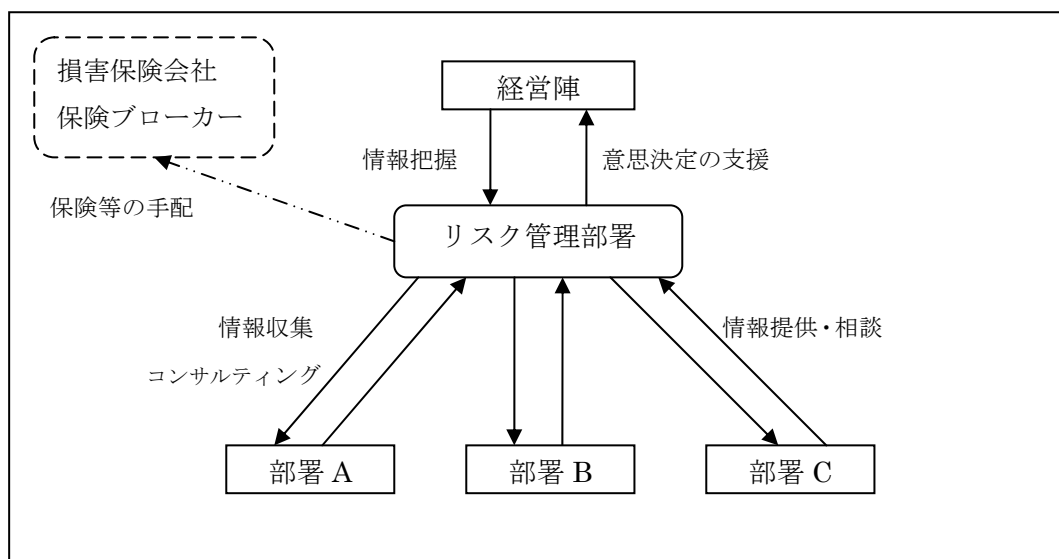 損害保険会社
保険ブローカー
経営陣
情報把握
意思決定の支援
保険等の手配
リスク管理部署
情報収集
コンサルティング
情報提供・相談
部署 A
部署 B
部署 C